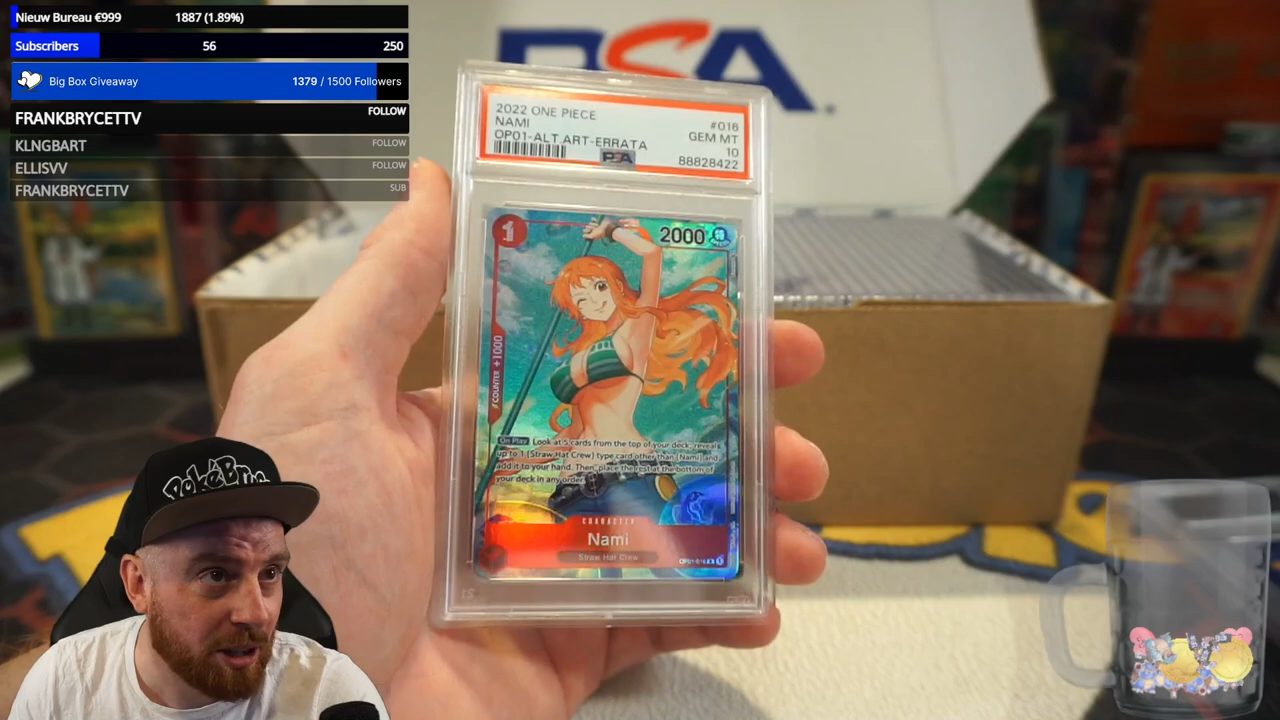 Nieuw Bureau €999 1887 (1.89%)
Subscribers 56 250
Big Box Giveaway 1379 / 1500 Followers
FRANKBRYCETTV FOLLOW
KLNGBART FOLLOW
ELLISVV FOLLOW
FRANKBRYCETTV SUB
PSA
2022 ONE PIECE #016
NAMI GEM MT
OP01-ALT.ART-ERRATA 10
PSA 88828422
1 2000
COUNTER +1000
On Play Look at 5 cards from the top of your deck; reveal
up to 1 [Straw Hat Crew] type card other than [Nami] and
add it to your hand. Then, place the rest at the bottom of
your deck in any order.
CHARACTER
Nami
Straw Hat Crew
OP01-016 R 1